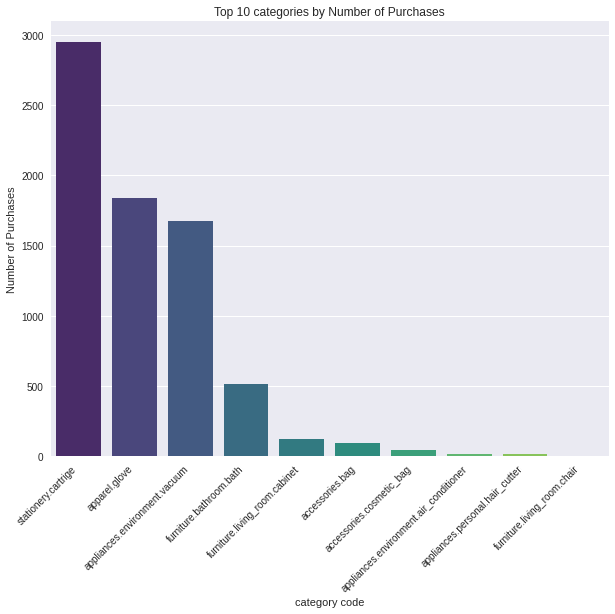 Top 10 categories by Number of Purchases
3000
2500
2000
1500
1000
500
0
Number of Purchases
stationery.cartrige
apparel.glove
appliances.environment.vacuum
furniture.bathroom.bath
furniture.living_room.cabinet
accessories.bag
accessories.cosmetic_bag
appliances.environment.air_conditioner
appliances.personal.hair_cutter
furniture.living_room.chair
category code